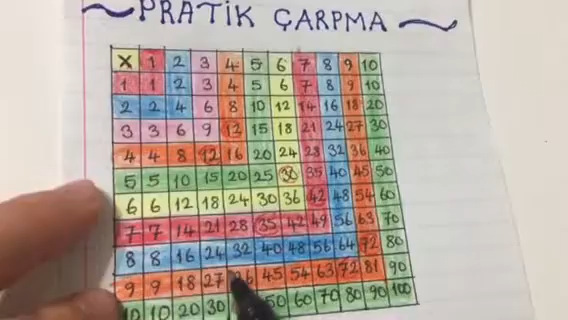 PRATİK ÇARPMA
X 1 2 3 4 5 6 7 8 9 10
1 1 2 3 4 5 6 7 8 9 10
2 2 4 6 8 10 12 14 16 18 20
3 3 6 9 12 15 18 21 24 27 30
4 4 8 12 16 20 24 28 32 36 40
5 5 10 15 20 25 30 35 40 45 50
6 6 12 18 24 30 36 42 48 54 60
7 7 14 21 28 35 42 49 56 63 70
8 8 16 24 32 40 48 56 64 72 80
9 9 18 27 36 45 54 63 72 81 90
10 10 20 30 50 60 70 80 90 100